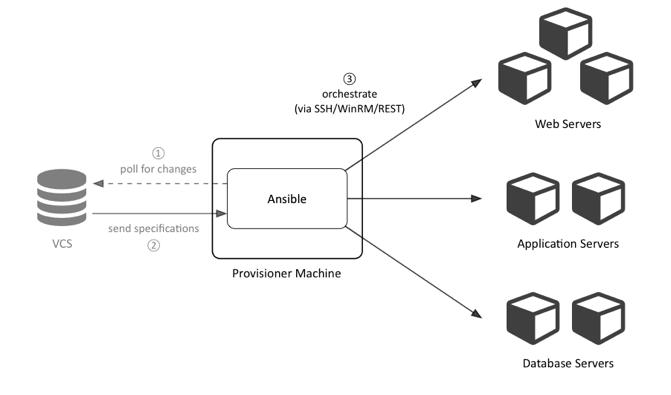 ③
orchestrate
(via SSH/WinRM/REST)
Web Servers
①
poll for changes
Ansible
send specifications
②
VCS
Application Servers
Provisioner Machine
Database Servers